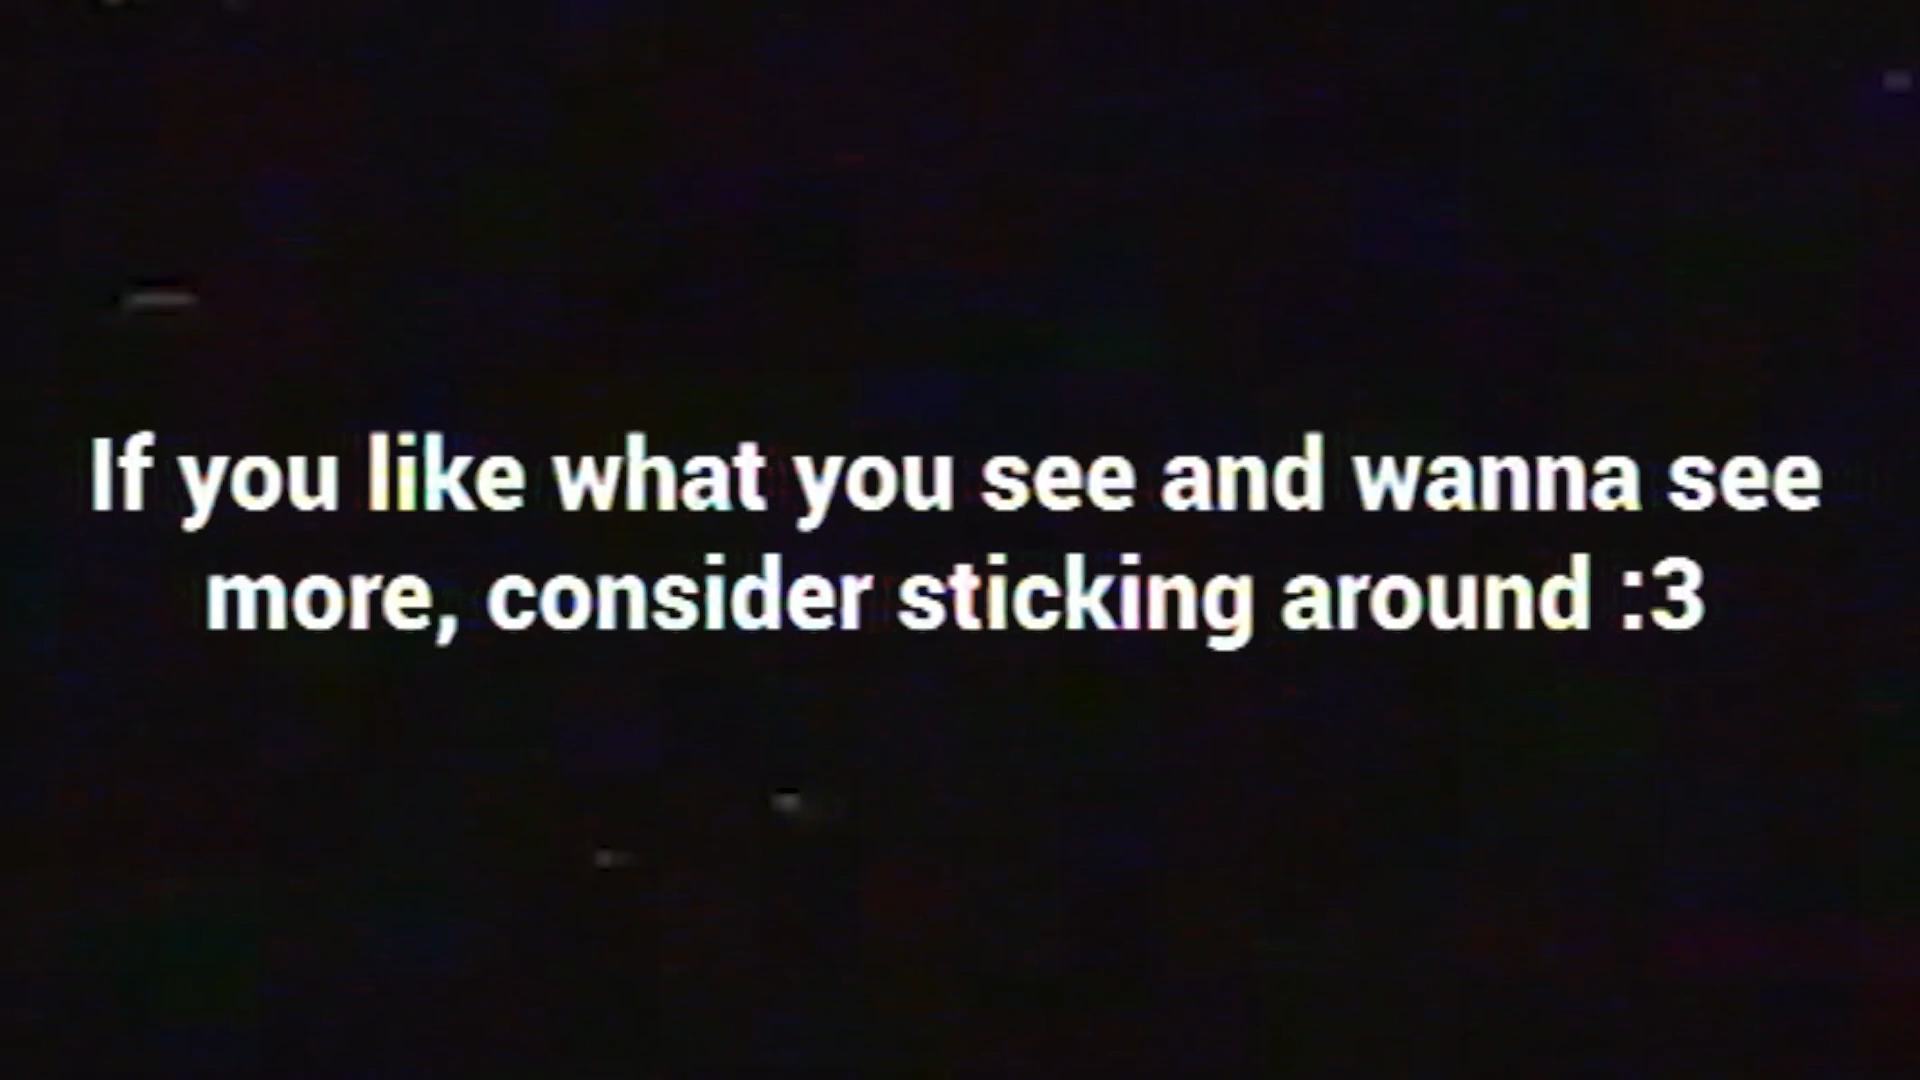 If you like what you see and wanna see
more, consider sticking around :3